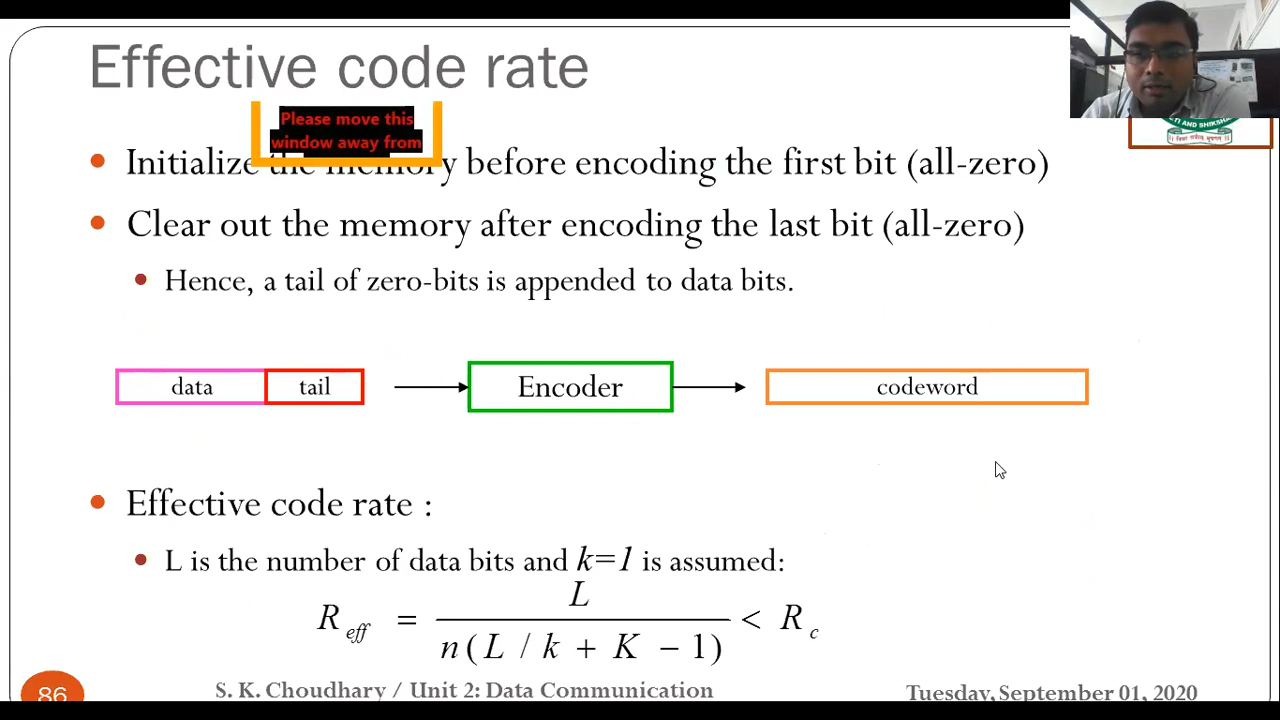 Effective code rate
Please move this
window away from
Initialize the memory before encoding the first bit (all-zero)
Clear out the memory after encoding the last bit (all-zero)
Hence, a tail of zero-bits is appended to data bits.
data tail Encoder codeword
Effective code rate :
L is the number of data bits and k=1 is assumed:
R eff = L / n ( L / k + K − 1) < R c
86 S. K. Choudhary / Unit 2: Data Communication Tuesday, September 01, 2020